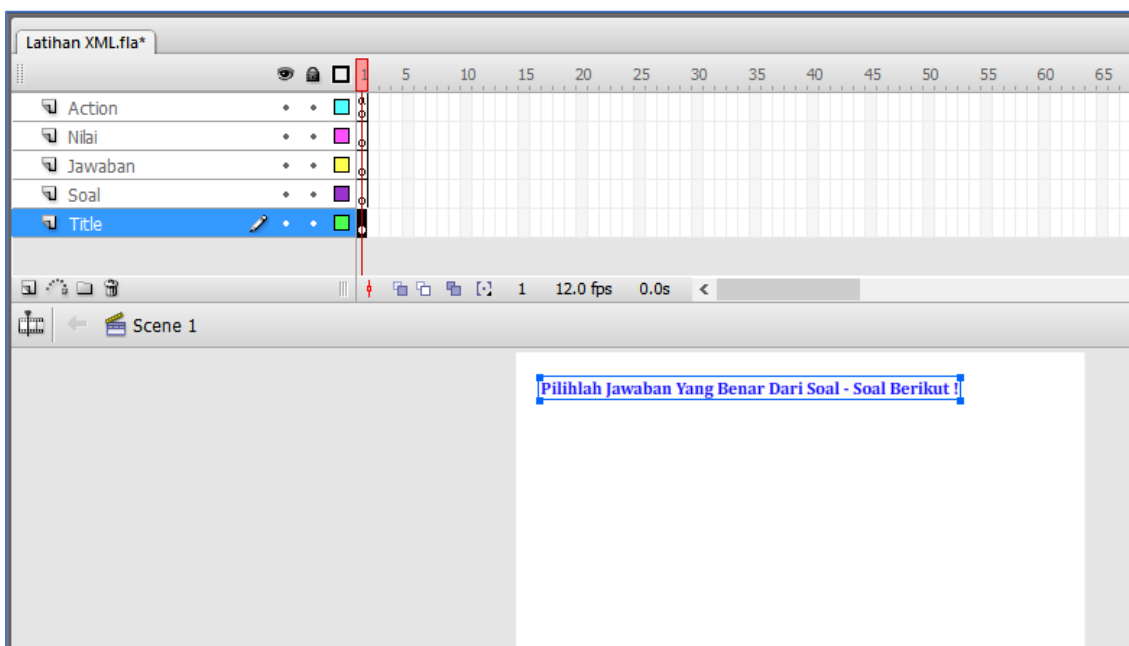 Latihan XML.fla*
1 5 10 15 20 25 30 35 40 45 50 55 60 65
Action
Nilai
Jawaban
Soal
Title
1 12.0 fps 0.0s
Scene 1
Pilihlah Jawaban Yang Benar Dari Soal - Soal Berikut !